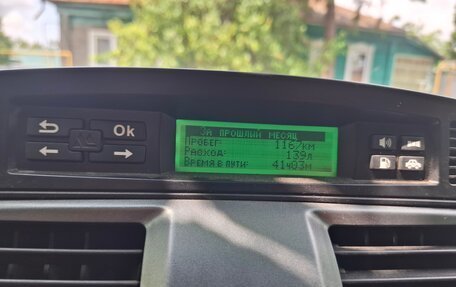 Ok
ЗА ПРОШЛЫЙ МЕСЯЦ
ПРОБЕГ: 1167км
РАСХОД: 139л
ВРЕМЯ В ПУТИ: 41ч03м